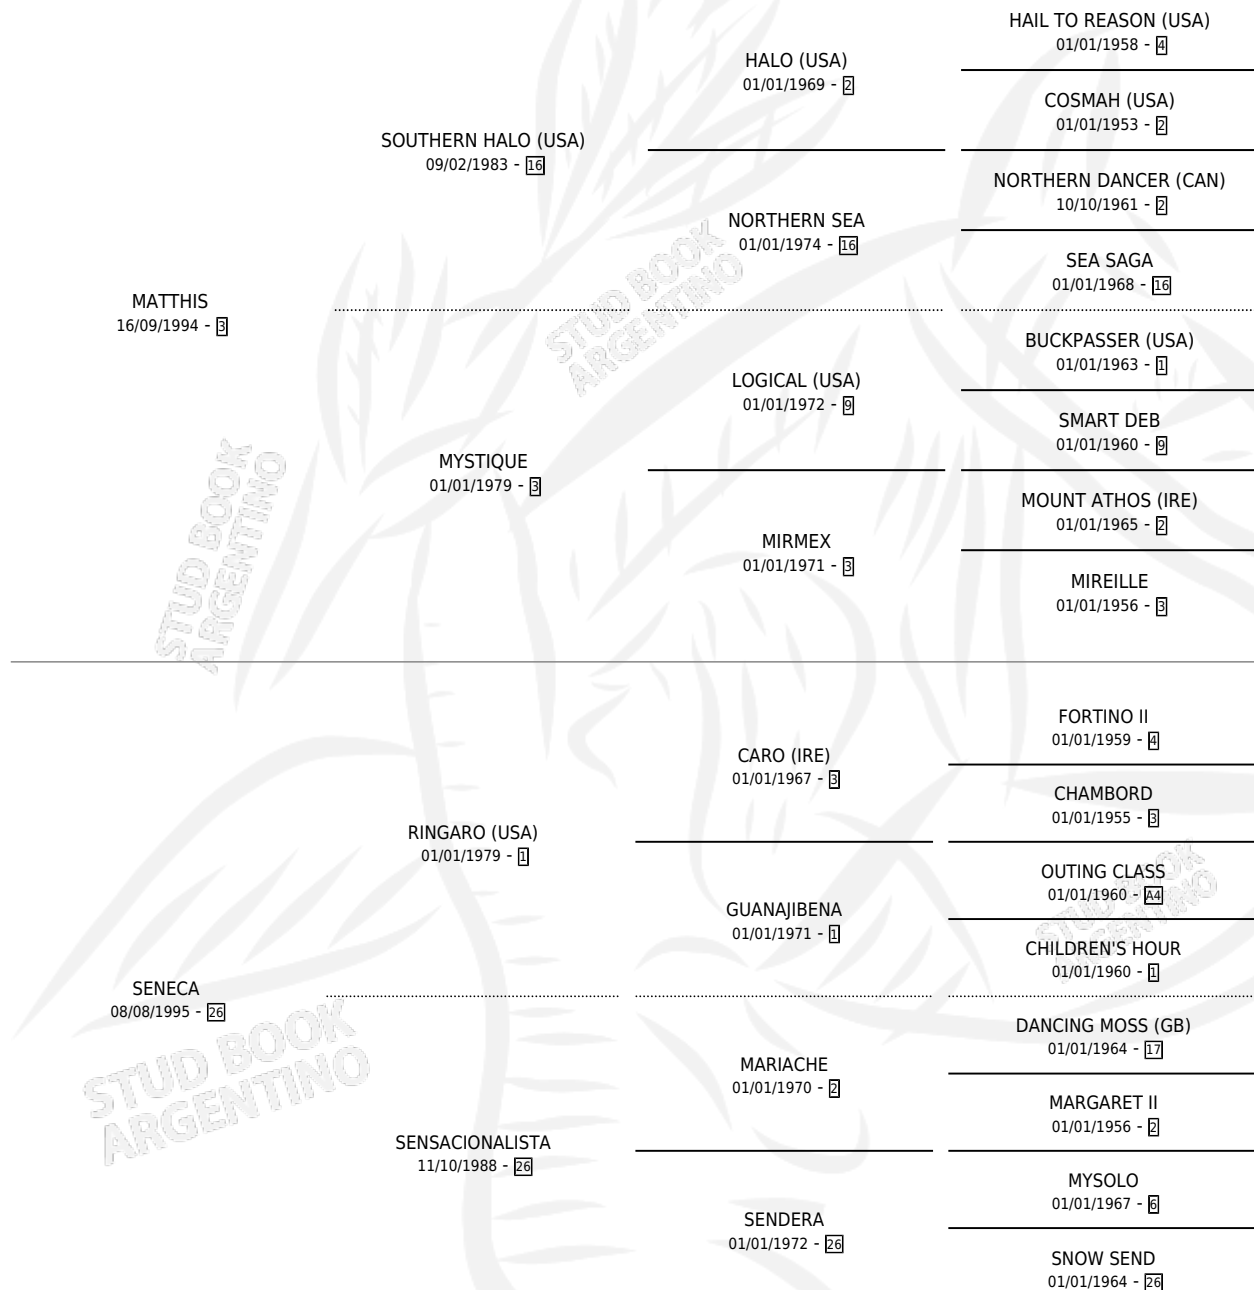 HAIL TO REASON (USA)
01/01/1958 - 4
HALO (USA)
01/01/1969 - 2
COSMAH (USA)
01/01/1953 - 2
SOUTHERN HALO (USA)
09/02/1983 - 16
NORTHERN DANCER (CAN)
10/10/1961 - 2
NORTHERN SEA
01/01/1974 - 16
SEA SAGA
01/01/1968 - 16
MATTHIS
16/09/1994 - 3
BUCKPASSER (USA)
01/01/1963 - 1
LOGICAL (USA)
01/01/1972 - 9
SMART DEB
01/01/1960 - 9
MYSTIQUE
01/01/1979 - 3
MOUNT ATHOS (IRE)
01/01/1965 - 2
MIRMEX
01/01/1971 - 3
MIREILLE
01/01/1956 - 3
FORTINO II
01/01/1959 - 4
CARO (IRE)
01/01/1967 - 3
CHAMBORD
01/01/1955 - 3
RINGARO (USA)
01/01/1979 - 1
OUTING CLASS
01/01/1960 - A4
GUANAJIBENA
01/01/1971 - 1
CHILDREN'S HOUR
01/01/1960 - 1
SENECA
08/08/1995 - 26
DANCING MOSS (GB)
01/01/1964 - 17
MARIACHE
01/01/1970 - 2
MARGARET II
01/01/1956 - 2
SENSACIONALISTA
11/10/1988 - 26
MYSOLO
01/01/1967 - 6
SENDERA
01/01/1972 - 26
SNOW SEND
01/01/1964 - 26
STUD BOOK
ARGENTINO
STUD BOOK
ARGENTINO
STUD BOOK
ARGENTINO
STUD BOOK
ARGENTINO